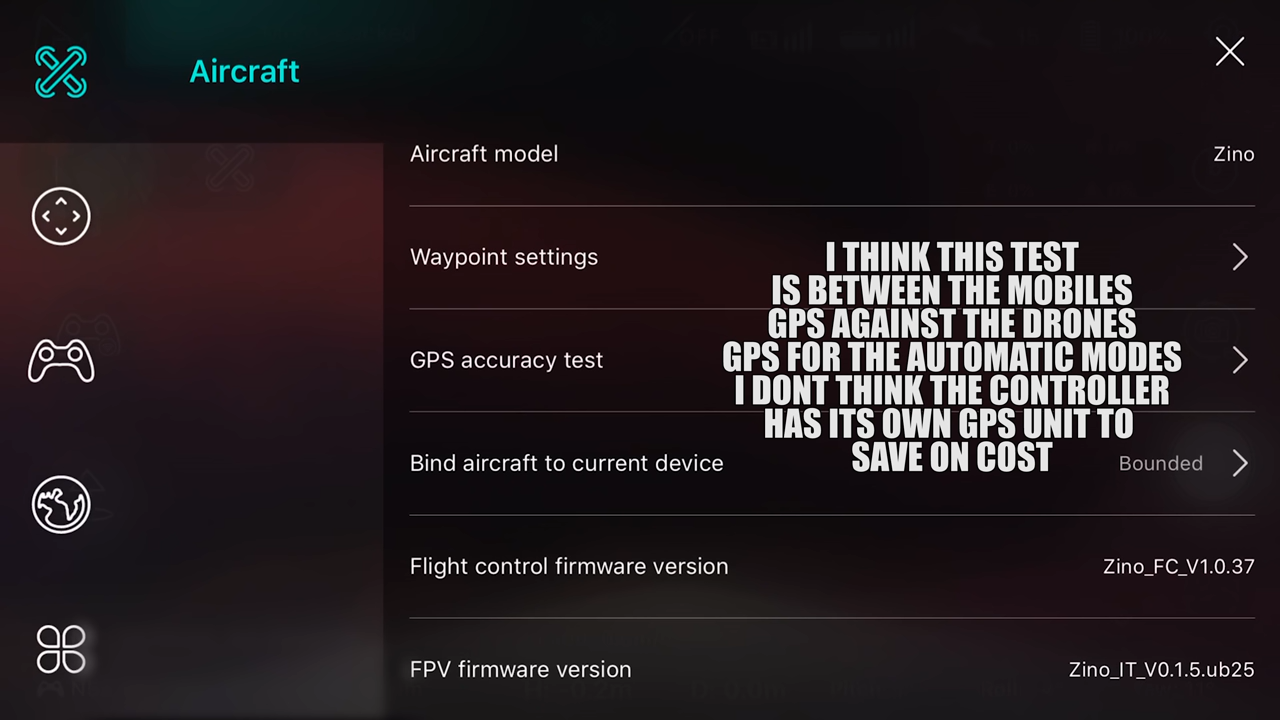 Aircraft
Aircraft model
Zino
Waypoint settings
GPS accuracy test
Bind aircraft to current device
Bounded
Flight control firmware version
Zino_FC_V1.0.37
FPV firmware version
Zino_IT_V0.1.5.ub25
I THINK THIS TEST
IS BETWEEN THE MOBILES
GPS AGAINST THE DRONES
GPS FOR THE AUTOMATIC MODES
I DONT THINK THE CONTROLLER
HAS ITS OWN GPS UNIT TO
SAVE ON COST